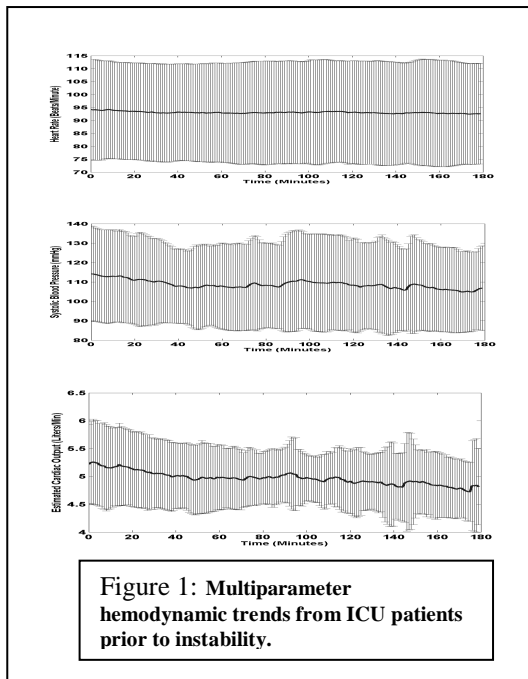 115
110
105
100
95
90
85
80
75
70
Heart Rate (Beats/Minute)
0 20 40 60 80 100 120 140 160 180
Time (Minutes)
140
130
120
110
100
90
80
Systolic Blood Pressure (mmHg)
0 20 40 60 80 100 120 140 160 180
Time (Minutes)
6.5
6
5.5
5
4.5
4
Estimated Cardiac Output (Liters/Min)
0 20 40 60 80 100 120 140 160 180
Time (Minutes)
Figure 1: Multiparameter
hemodynamic trends from ICU patients
prior to instability.